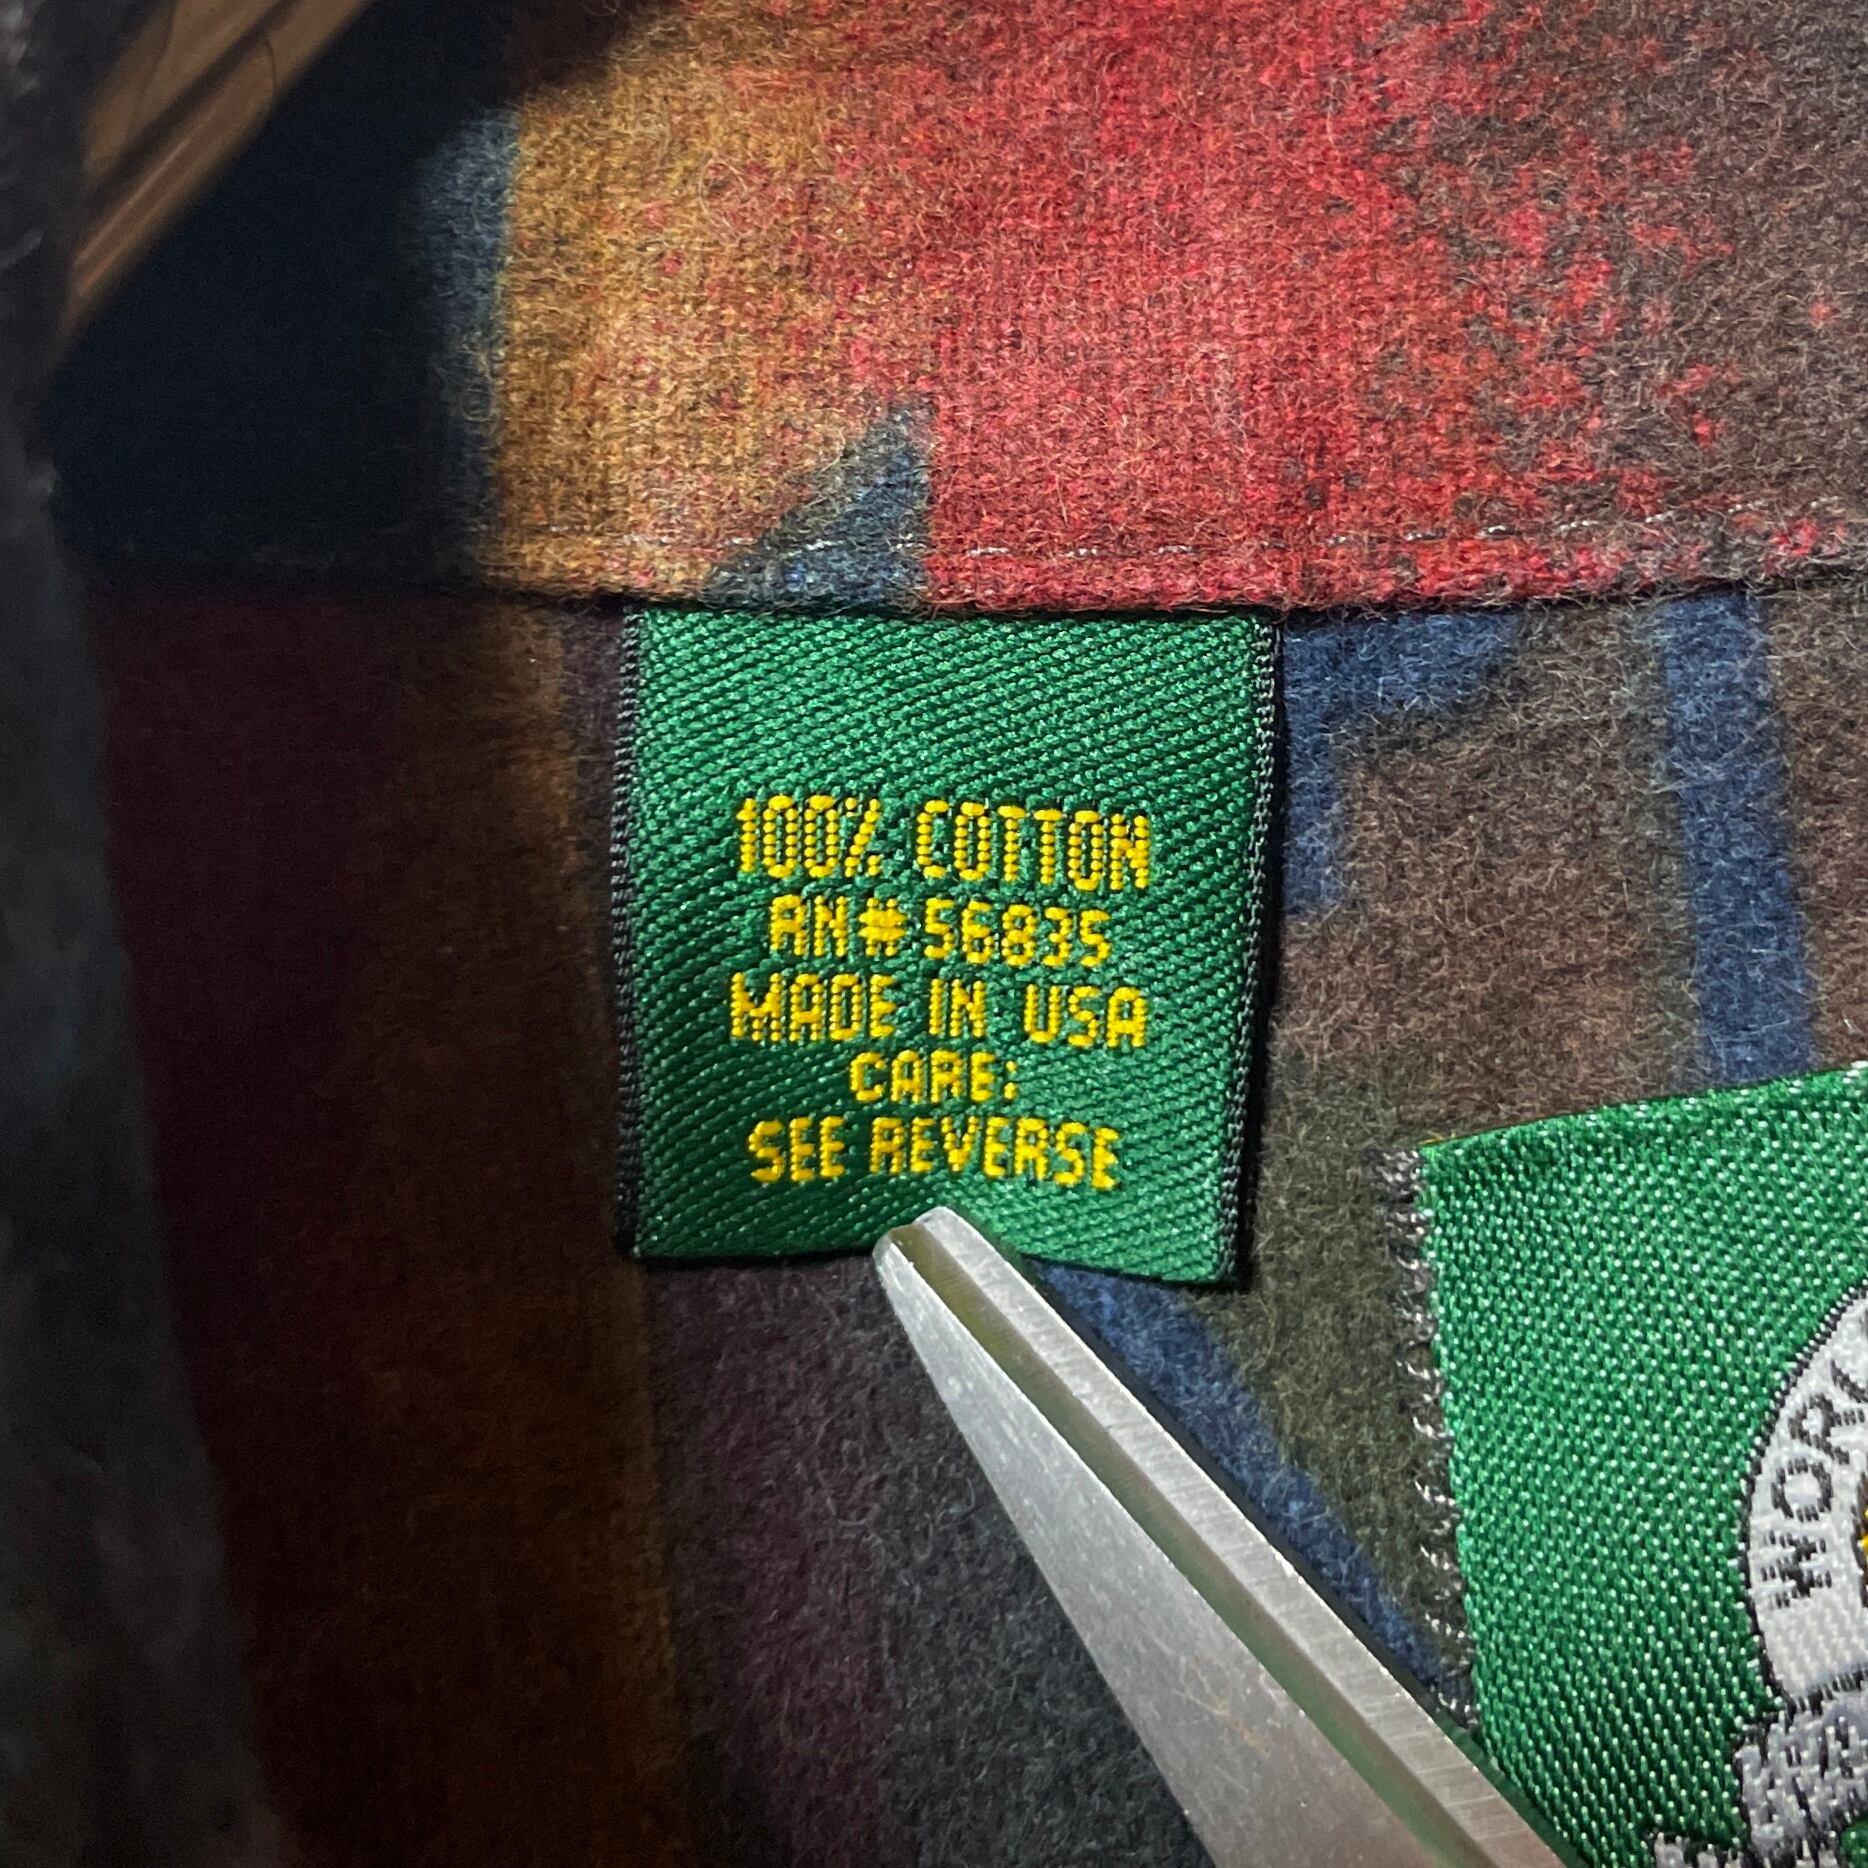 100% COTTON
RN# 56835
MADE IN USA
CARE:
SEE REVERSE